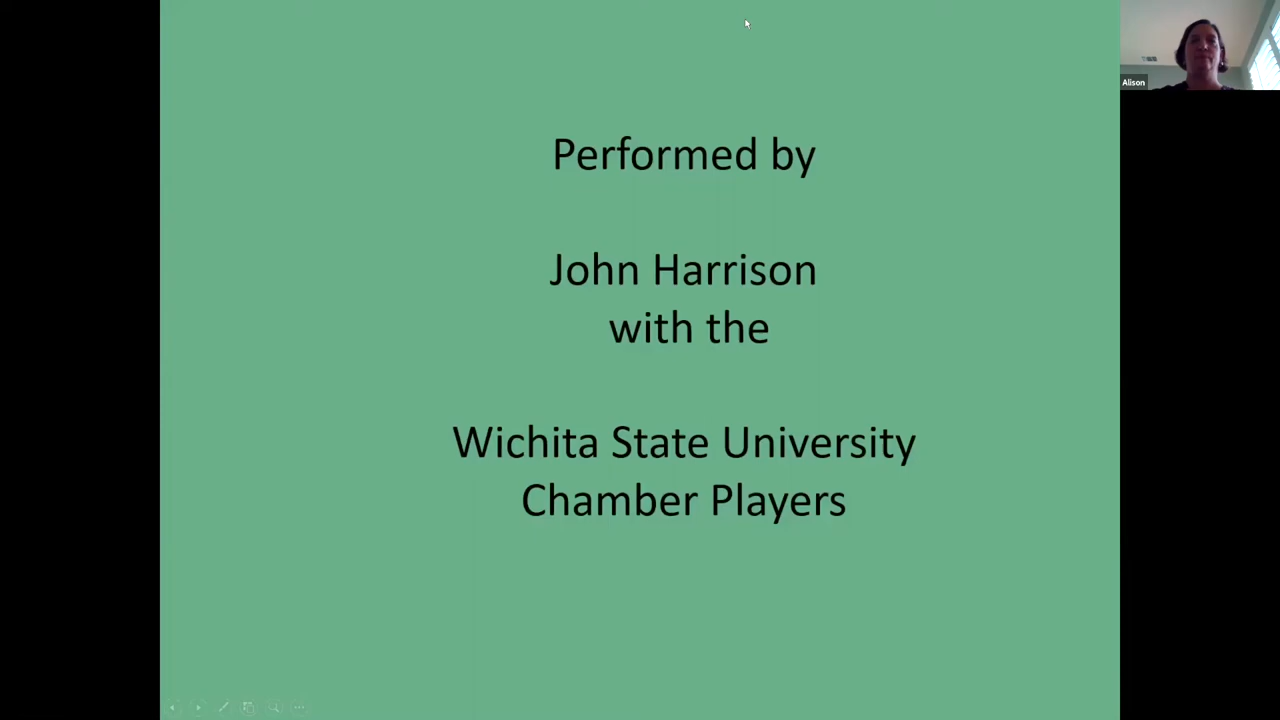 Alison
Performed by
John Harrison
with the
Wichita State University
Chamber Players